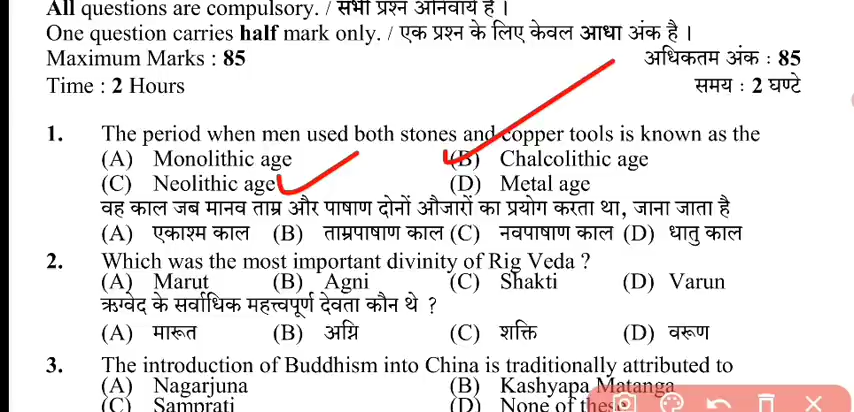 All questions are compulsory. / सभी प्रश्न अनिवार्य हैं ।
One question carries half mark only. / एक प्रश्न के लिए केवल आधा अंक है ।
Maximum Marks : 85 अधिकतम अंक : 85
Time : 2 Hours समय : 2 घण्टे
1. The period when men used both stones and copper tools is known as the
(A) Monolithic age (B) Chalcolithic age
(C) Neolithic age (D) Metal age
वह काल जब मानव ताम्र और पाषाण दोनों औजारों का प्रयोग करता था, जाना जाता है
(A) एकाश्म काल (B) ताम्रपाषाण काल (C) नवपाषाण काल (D) धातु काल
2. Which was the most important divinity of Rig Veda ?
(A) Marut (B) Agni (C) Shakti (D) Varun
ऋग्वेद के सर्वाधिक महत्त्वपूर्ण देवता कौन थे ?
(A) मारूत (B) अग्नि (C) शक्ति (D) वरूण
3. The introduction of Buddhism into China is traditionally attributed to
(A) Nagarjuna (B) Kashyapa Matanga
(C) Samprati (D) None of these